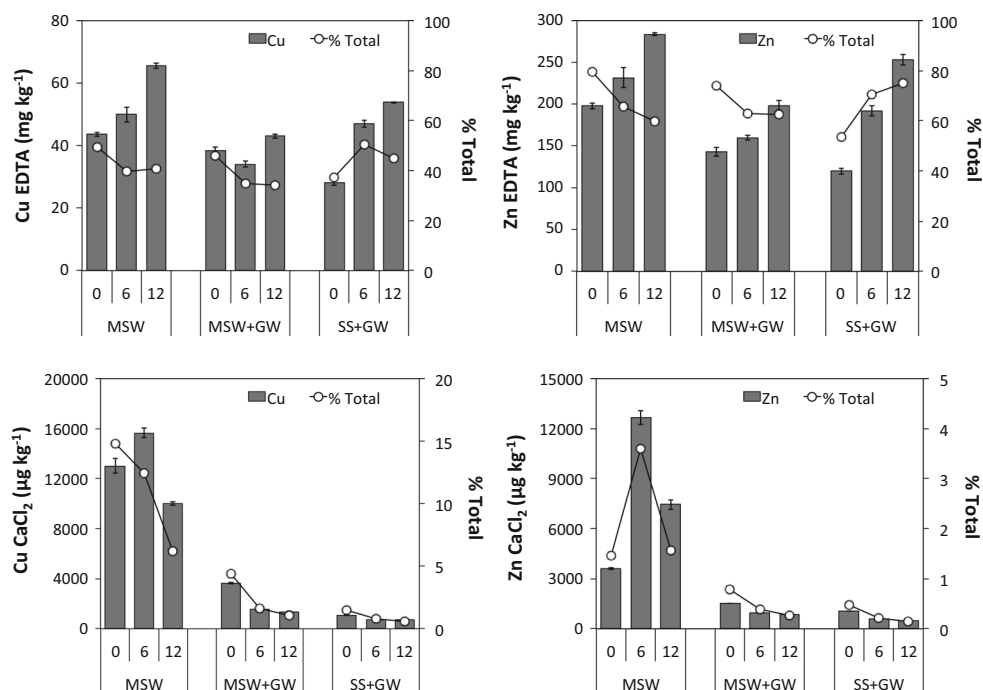 Cu % Total
Cu EDTA (mg kg⁻¹)
80
60
40
20
0
100
80
60
40
20
0
% Total
0 6 12 0 6 12 0 6 12
MSW MSW+GW SS+GW
Zn % Total
Zn EDTA (mg kg⁻¹)
300
250
200
150
100
50
0
100
80
60
40
20
0
% Total
0 6 12 0 6 12 0 6 12
MSW MSW+GW SS+GW
Cu % Total
Cu CaCl₂ (µg kg⁻¹)
20000
16000
12000
8000
4000
0
20
15
10
5
0
% Total
0 6 12 0 6 12 0 6 12
MSW MSW+GW SS+GW
Zn % Total
Zn CaCl₂ (µg kg⁻¹)
15000
12000
9000
6000
3000
0
5
4
3
2
1
0
% Total
0 6 12 0 6 12 0 6 12
MSW MSW+GW SS+GW